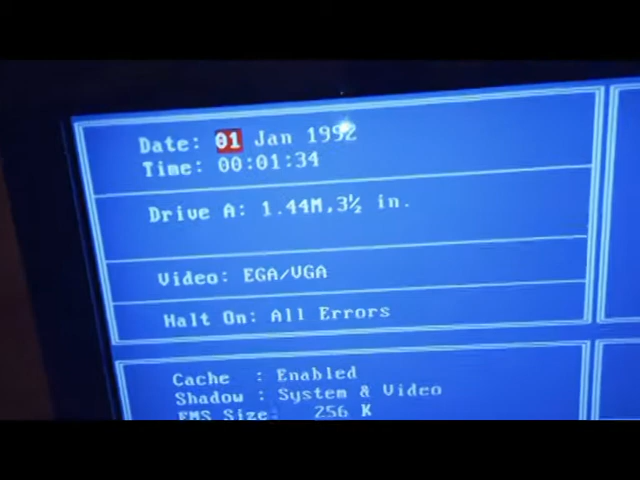 Date: 01 Jan 1992
Time: 00:01:34
Drive A: 1.44M,3½ in.
Video: EGA/VGA
Halt On: All Errors
Cache : Enabled
Shadow : System & Video
EMS Size: 256 K